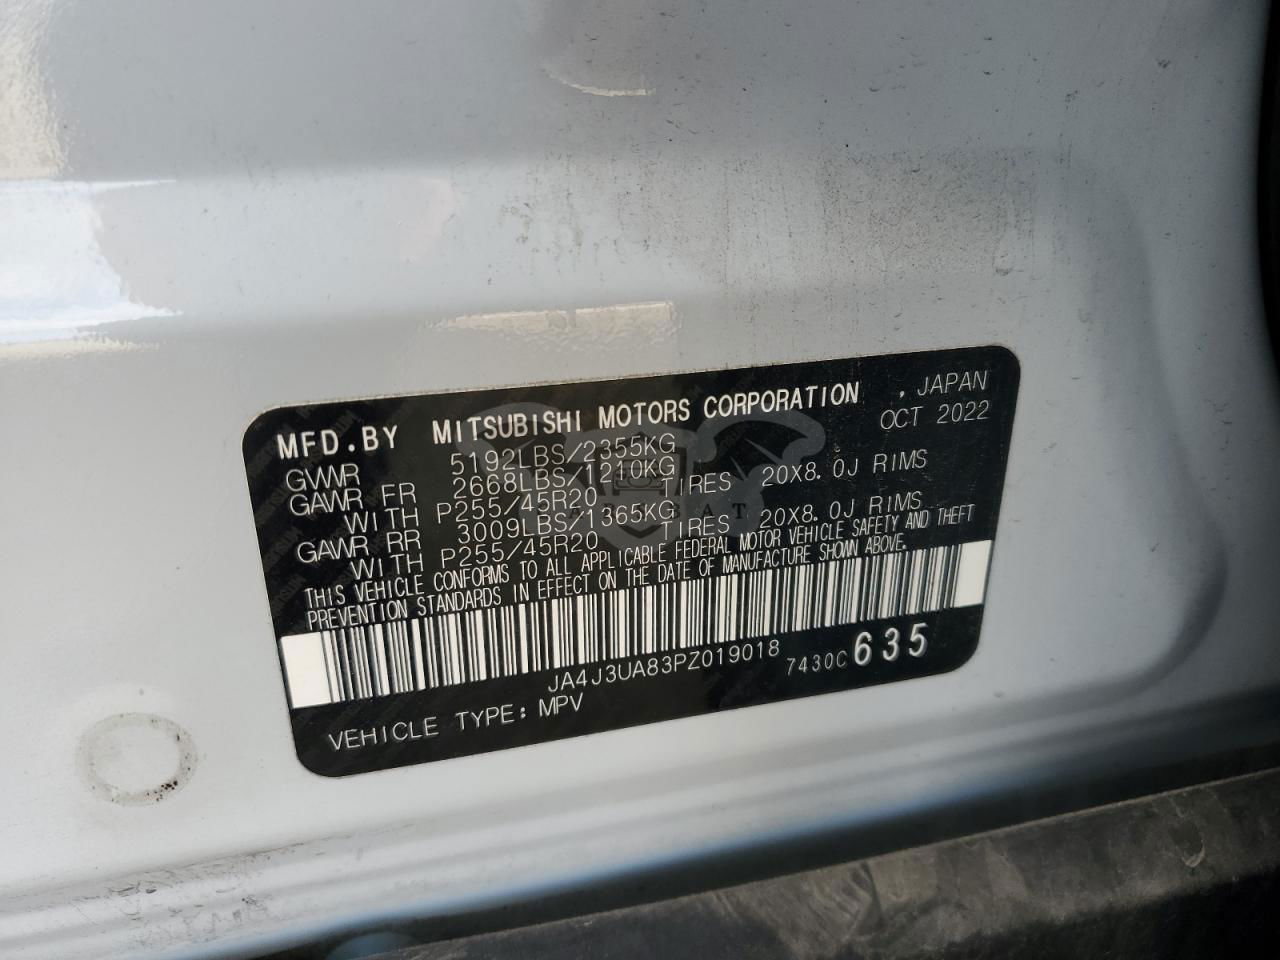 MFD.BY MITSUBISHI MOTORS CORPORATION , JAPAN
OCT 2022
GVWR 5192LBS/2355KG
GAWR FR 2668LBS/1210KG
WITH P255/45R20 TIRES 20X8.0J RIMS
GAWR RR 3009LBS/1365KG
WITH P255/45R20 TIRES 20X8.0J RIMS
THIS VEHICLE CONFORMS TO ALL APPLICABLE FEDERAL MOTOR VEHICLE SAFETY AND THEFT
PREVENTION STANDARDS IN EFFECT ON THE DATE OF MANUFACTURE SHOWN ABOVE.
JA4J3UA83PZ019018 7430C 635
VEHICLE TYPE: MPV